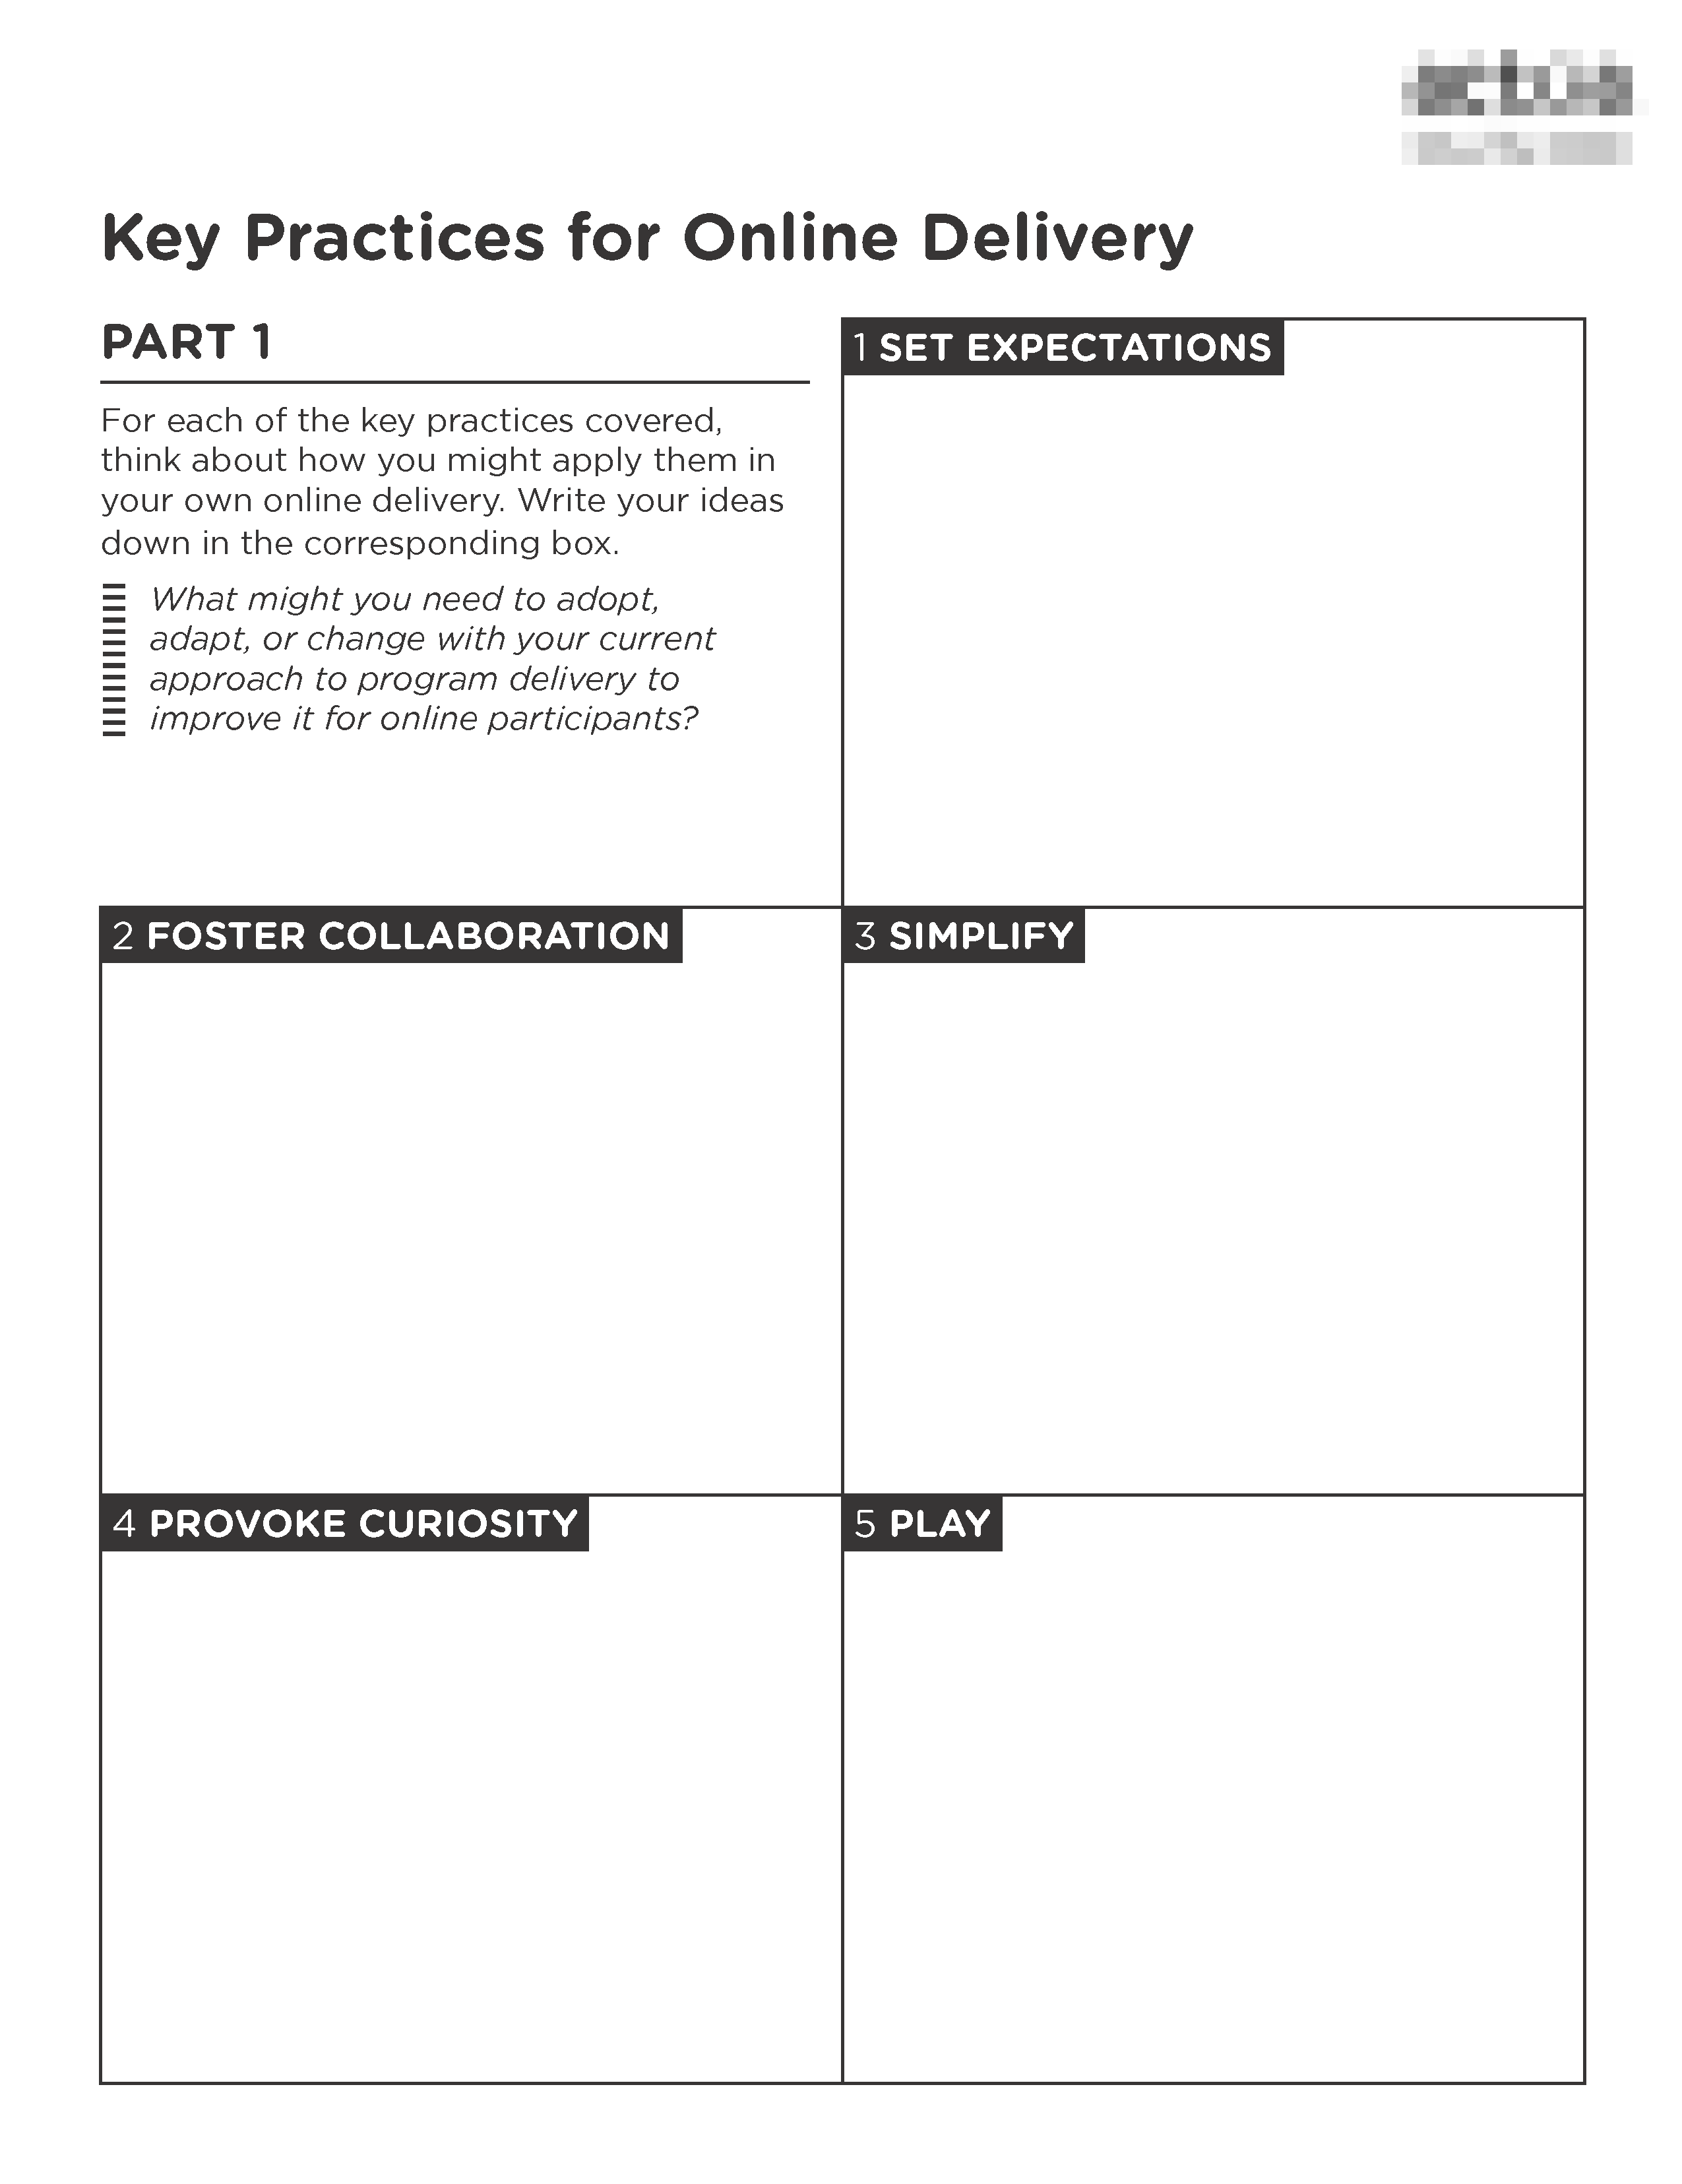 Key Practices for Online Delivery
PART 1
For each of the key practices covered,
think about how you might apply them in
your own online delivery. Write your ideas
down in the corresponding box.
What might you need to adopt,
adapt, or change with your current
approach to program delivery to
improve it for online participants?
1 SET EXPECTATIONS
2 FOSTER COLLABORATION
3 SIMPLIFY
4 PROVOKE CURIOSITY
5 PLAY